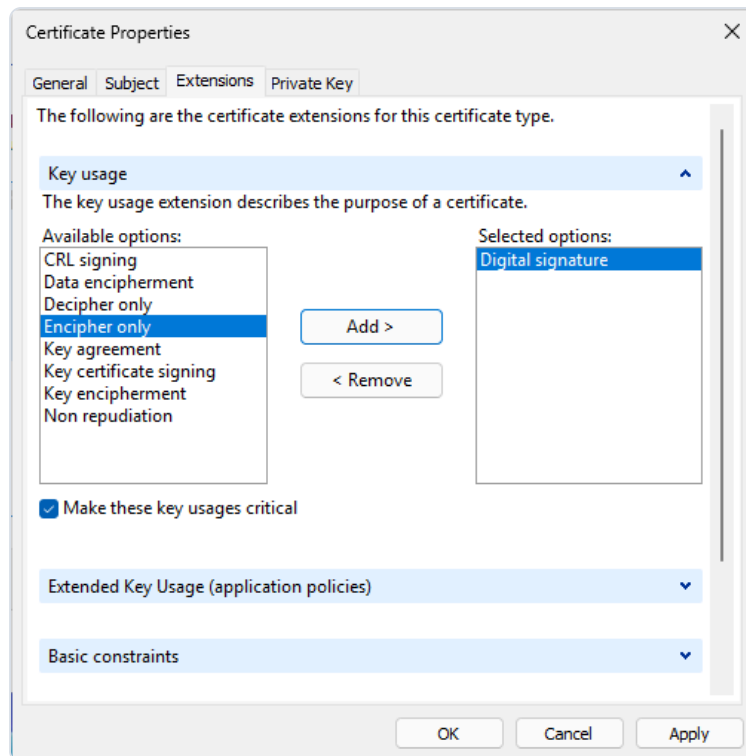 Certificate Properties
General Subject Extensions Private Key
The following are the certificate extensions for this certificate type.
Key usage
The key usage extension describes the purpose of a certificate.
Available options:
CRL signing
Data encipherment
Decipher only
Encipher only
Key agreement
Key certificate signing
Key encipherment
Non repudiation
Add >
< Remove
Selected options:
Digital signature
Make these key usages critical
Extended Key Usage (application policies)
Basic constraints
OK Cancel Apply